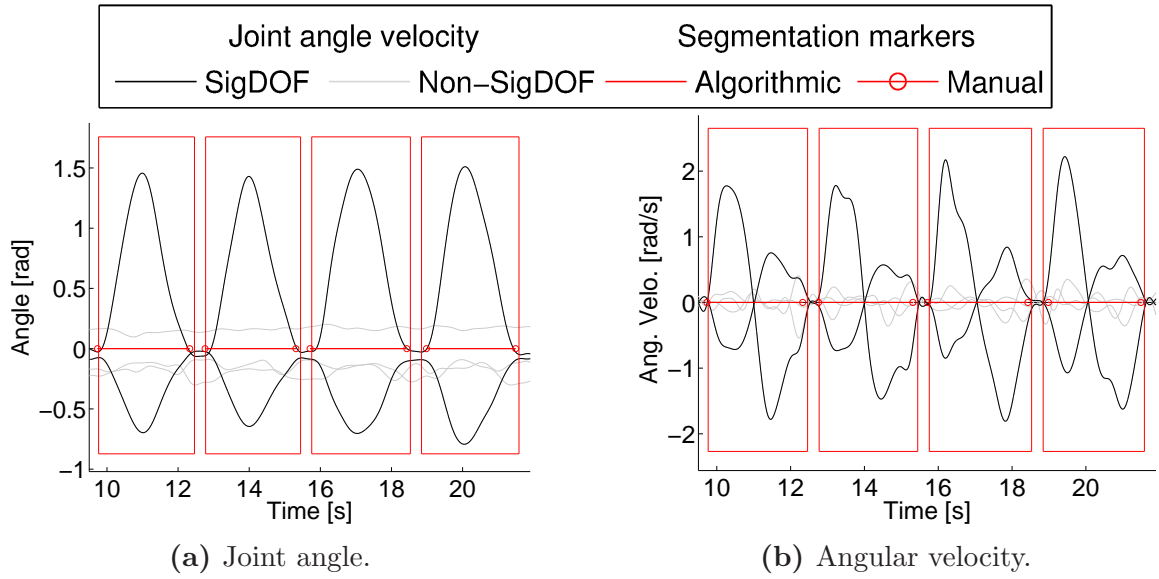 Joint angle velocity Segmentation markers
SigDOF Non−SigDOF Algorithmic Manual
1.5
1
0.5
0
−0.5
−1
Angle [rad]
10 12 14 16 18 20
Time [s]
(a) Joint angle.
2
1
0
−1
−2
Ang. Velo. [rad/s]
10 12 14 16 18 20
Time [s]
(b) Angular velocity.